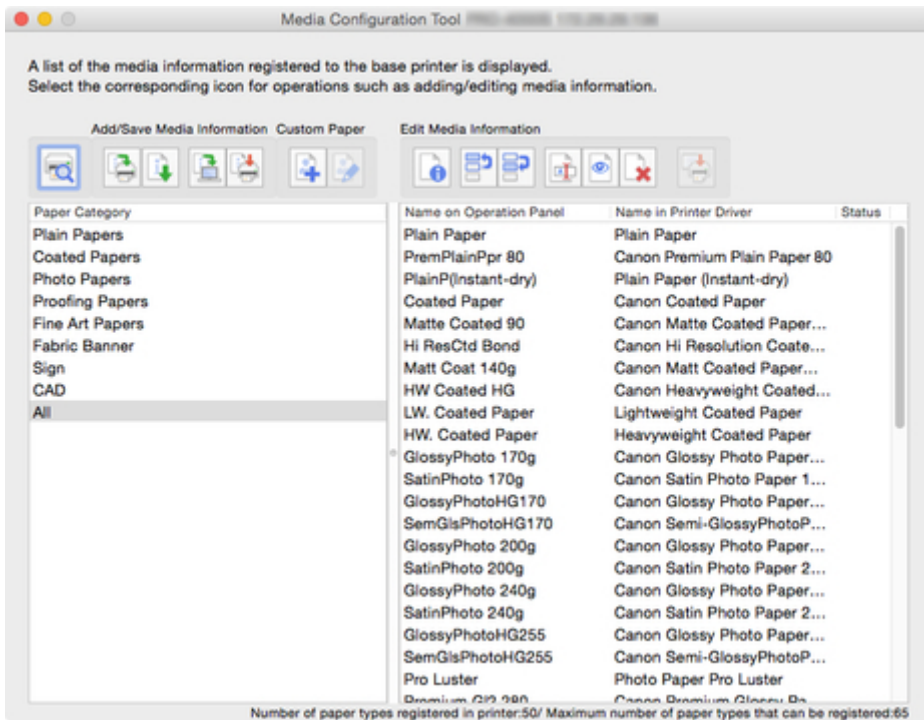 Media Configuration Tool
A list of the media information registered to the base printer is displayed.
Select the corresponding icon for operations such as adding/editing media information.
Add/Save Media Information Custom Paper Edit Media Information
Paper Category
Plain Papers
Coated Papers
Photo Papers
Proofing Papers
Fine Art Papers
Fabric Banner
Sign
CAD
All
Name on Operation Panel Name in Printer Driver Status
Plain Paper Plain Paper
PremPlainPpr 80 Canon Premium Plain Paper 80
PlainP(Instant-dry) Plain Paper (Instant-dry)
Coated Paper Canon Coated Paper
Matte Coated 90 Canon Matte Coated Paper...
Hi ResCtd Bond Canon Hi Resolution Coate...
Matt Coat 140g Canon Matt Coated Paper...
HW Coated HG Canon Heavyweight Coated...
LW. Coated Paper Lightweight Coated Paper
HW. Coated Paper Heavyweight Coated Paper
GlossyPhoto 170g Canon Glossy Photo Paper...
SatinPhoto 170g Canon Satin Photo Paper 1...
GlossyPhotoHG170 Canon Glossy Photo Paper...
SemGlsPhotoHG170 Canon Semi-GlossyPhotoP...
GlossyPhoto 200g Canon Glossy Photo Paper...
SatinPhoto 200g Canon Satin Photo Paper 2...
GlossyPhoto 240g Canon Glossy Photo Paper...
SatinPhoto 240g Canon Satin Photo Paper 2...
GlossyPhotoHG255 Canon Glossy Photo Paper...
SemGlsPhotoHG255 Canon Semi-GlossyPhotoP...
Pro Luster Photo Paper Pro Luster
Premium Gl2 280 Canon Premium Glossy Pa...
Number of paper types registered in printer:50/ Maximum number of paper types that can be registered:65